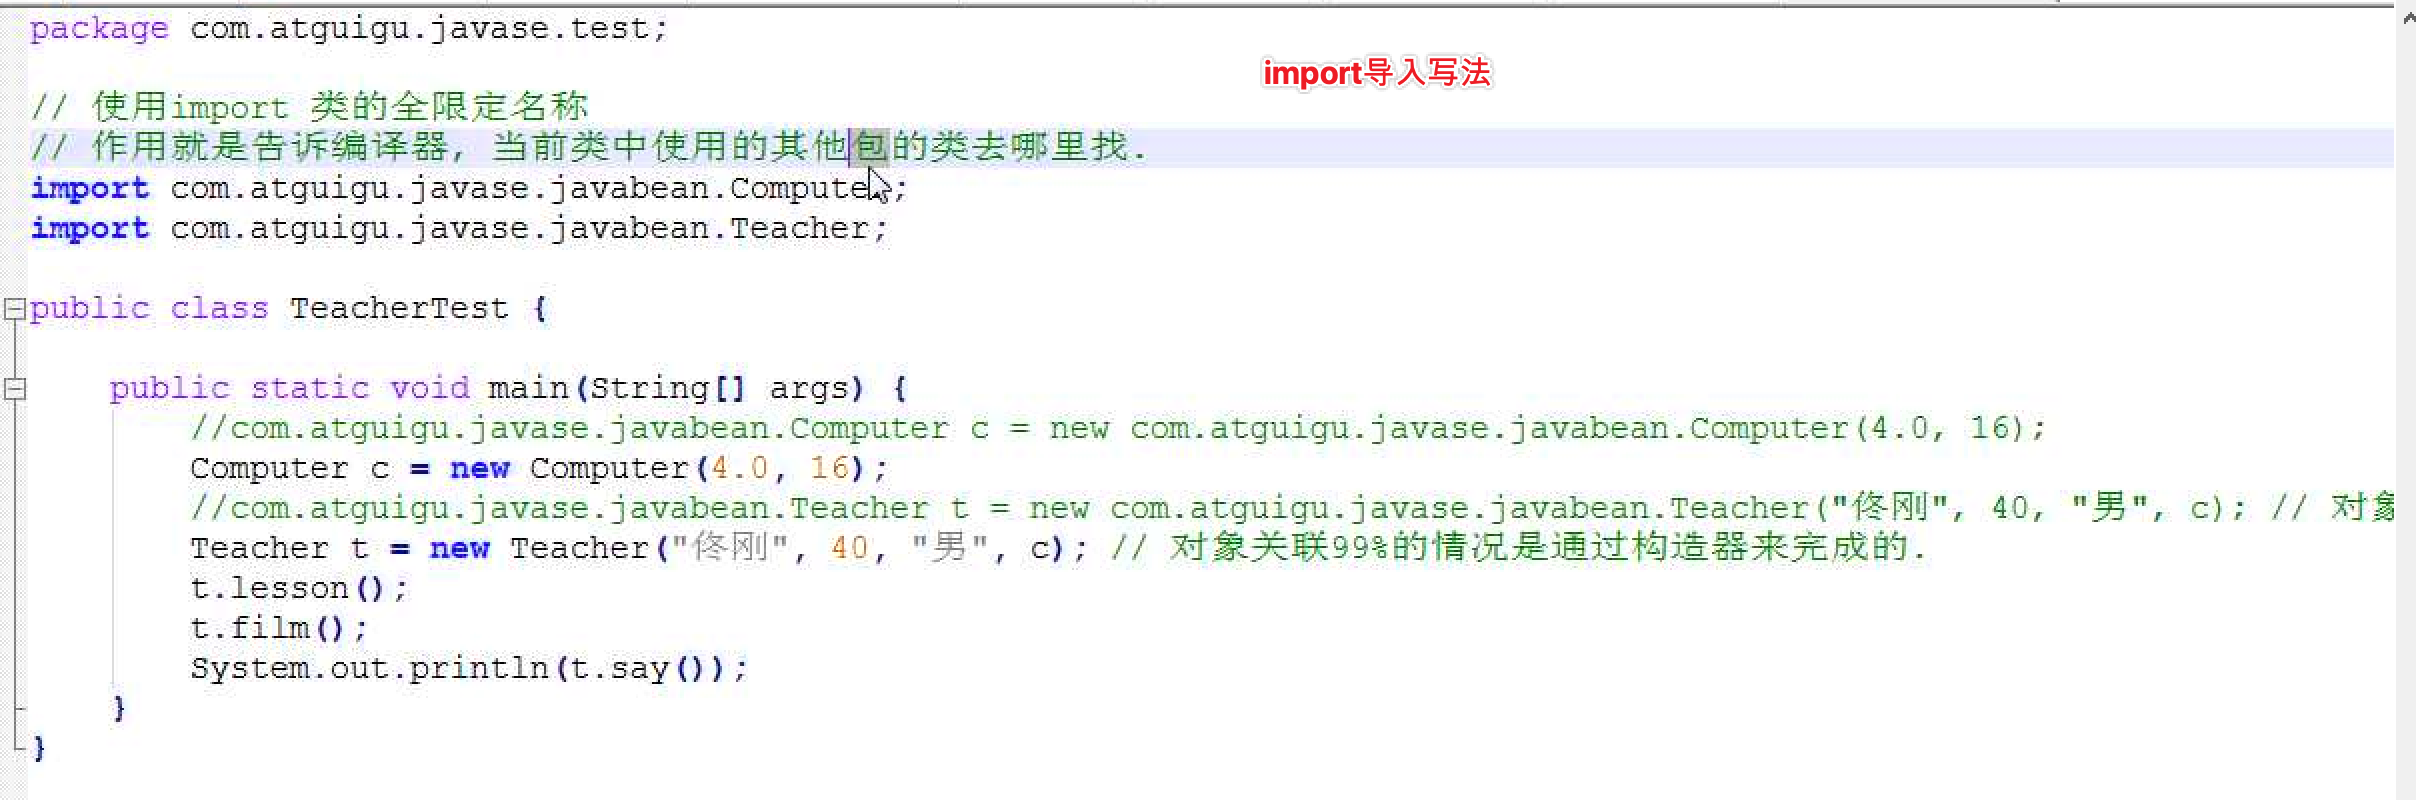 package com.atguigu.javase.test;
import导入写法
// 使用import 类的全限定名称
// 作用就是告诉编译器, 当前类中使用的其他包的类去哪里找.
import com.atguigu.javase.javabean.Computer;
import com.atguigu.javase.javabean.Teacher;
public class TeacherTest {
public static void main(String[] args) {
//com.atguigu.javase.javabean.Computer c = new com.atguigu.javase.javabean.Computer(4.0, 16);
Computer c = new Computer(4.0, 16);
//com.atguigu.javase.javabean.Teacher t = new com.atguigu.javase.javabean.Teacher("佟刚", 40, "男", c); // 对象
Teacher t = new Teacher("佟刚", 40, "男", c); // 对象关联99%的情况是通过构造器来完成的.
t.lesson();
t.film();
System.out.println(t.say());
}
}